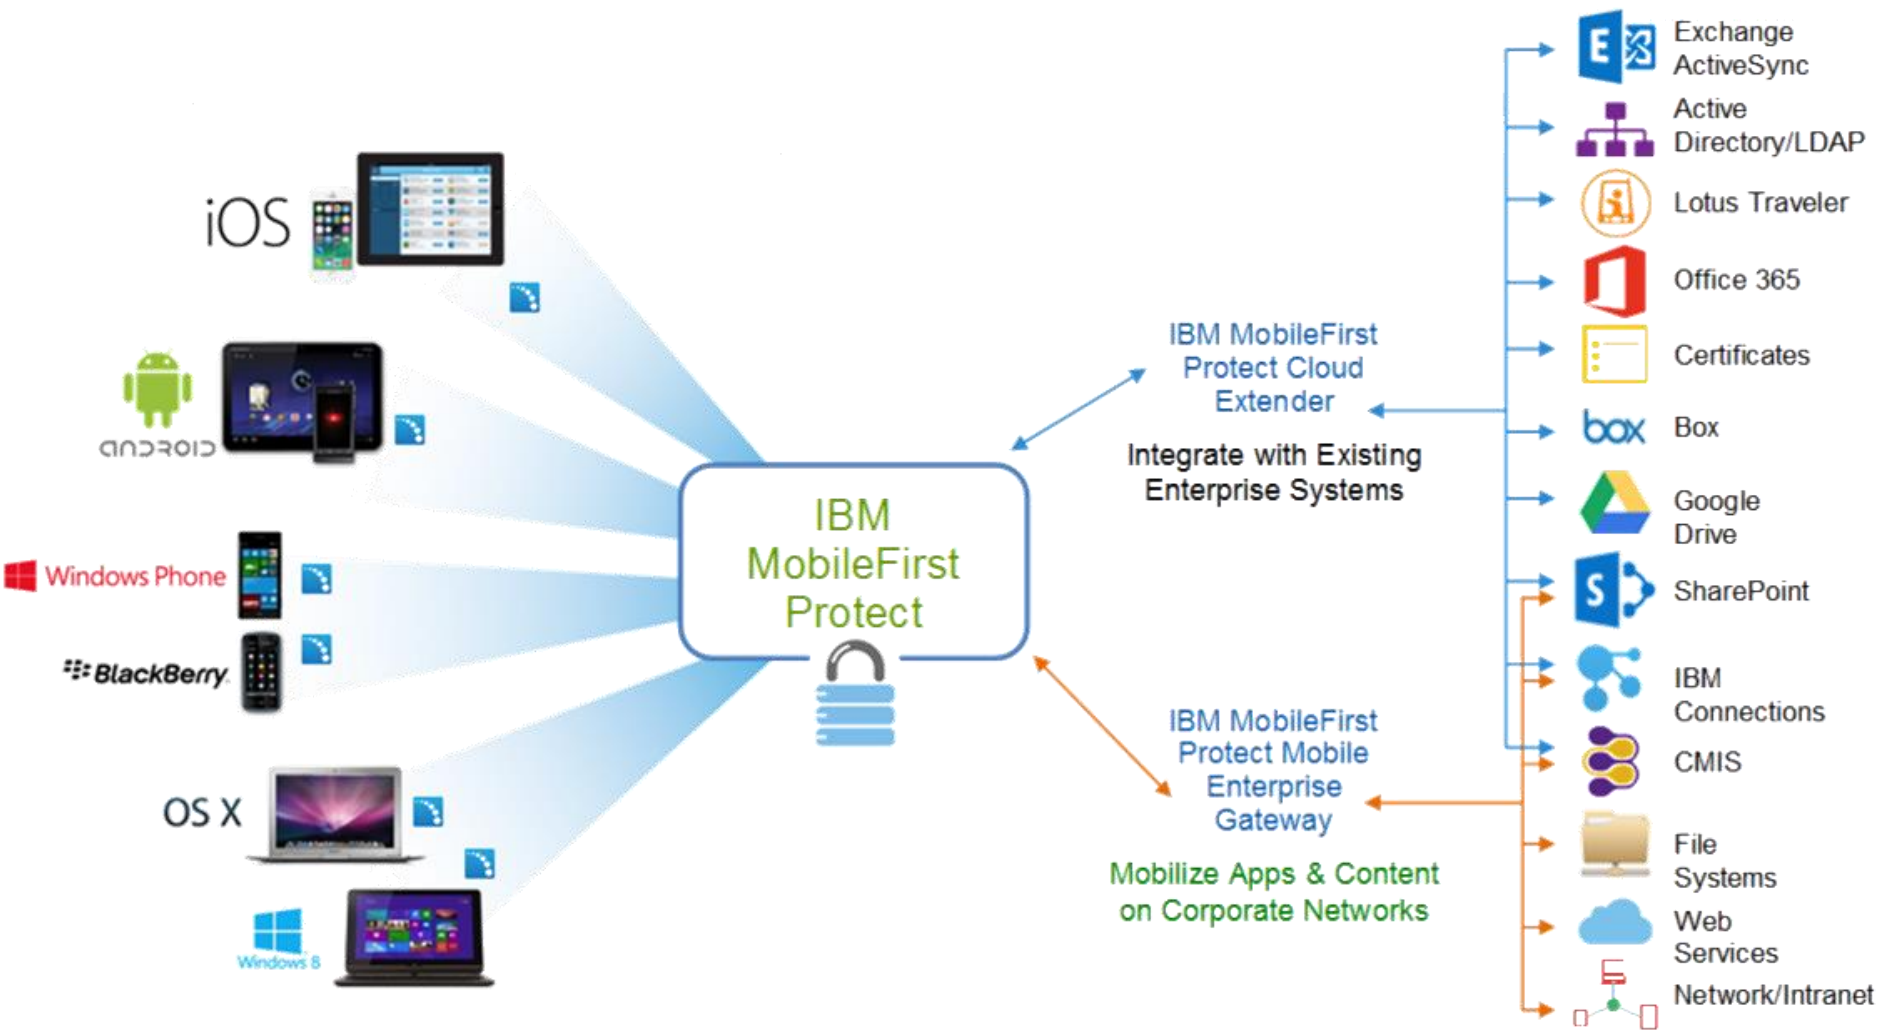 iOS
ANDROID
Windows Phone
BlackBerry
OS X
Windows 8
IBM
MobileFirst
Protect
IBM MobileFirst
Protect Cloud
Extender
Integrate with Existing
Enterprise Systems
IBM MobileFirst
Protect Mobile
Enterprise
Gateway
Mobilize Apps & Content
on Corporate Networks
E
Exchange
ActiveSync
Active
Directory/LDAP
Lotus Traveler
Office 365
Certificates
box
Box
Google
Drive
S
SharePoint
IBM
Connections
CMIS
File
Systems
Web
Services
Network/Intranet